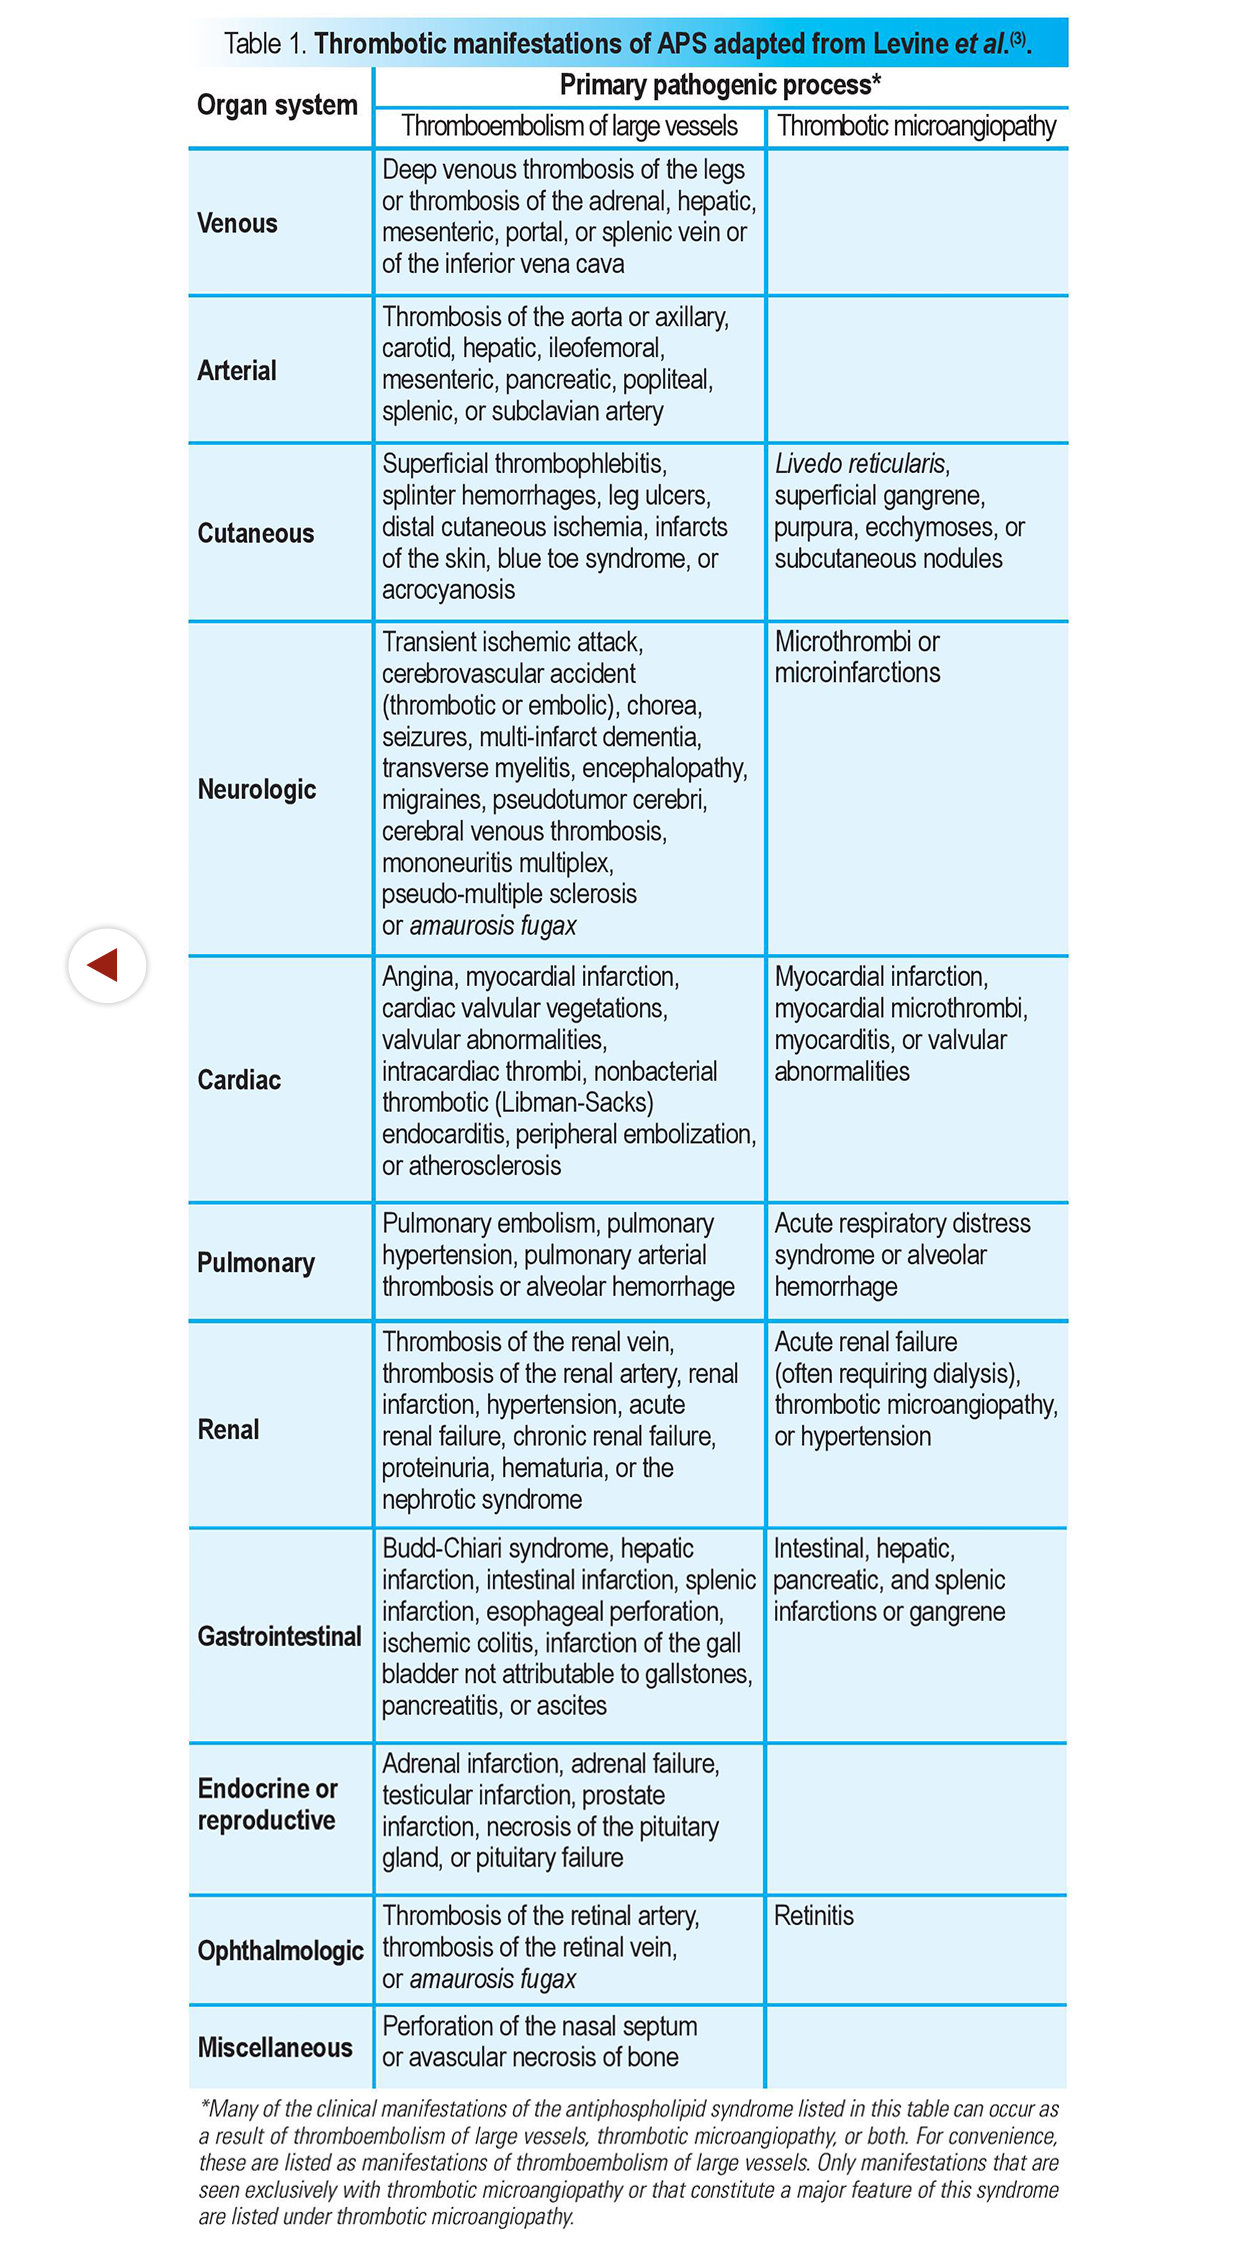 Table 1. Thrombotic manifestations of APS adapted from Levine et al.(3).
Organ system
Primary pathogenic process*
Thromboembolism of large vessels
Thrombotic microangiopathy
Venous
Deep venous thrombosis of the legs
or thrombosis of the adrenal, hepatic,
mesenteric, portal, or splenic vein or
of the inferior vena cava
Arterial
Thrombosis of the aorta or axillary,
carotid, hepatic, ileofemoral,
mesenteric, pancreatic, popliteal,
splenic, or subclavian artery
Cutaneous
Superficial thrombophlebitis,
splinter hemorrhages, leg ulcers,
distal cutaneous ischemia, infarcts
of the skin, blue toe syndrome, or
acrocyanosis
Livedo reticularis,
superficial gangrene,
purpura, ecchymoses, or
subcutaneous nodules
Neurologic
Transient ischemic attack,
cerebrovascular accident
(thrombotic or embolic), chorea,
seizures, multi-infarct dementia,
transverse myelitis, encephalopathy,
migraines, pseudotumor cerebri,
cerebral venous thrombosis,
mononeuritis multiplex,
pseudo-multiple sclerosis
or amaurosis fugax
Microthrombi or
microinfarctions
Cardiac
Angina, myocardial infarction,
cardiac valvular vegetations,
valvular abnormalities,
intracardiac thrombi, nonbacterial
thrombotic (Libman-Sacks)
endocarditis, peripheral embolization,
or atherosclerosis
Myocardial infarction,
myocardial microthrombi,
myocarditis, or valvular
abnormalities
Pulmonary
Pulmonary embolism, pulmonary
hypertension, pulmonary arterial
thrombosis or alveolar hemorrhage
Acute respiratory distress
syndrome or alveolar
hemorrhage
Renal
Thrombosis of the renal vein,
thrombosis of the renal artery, renal
infarction, hypertension, acute
renal failure, chronic renal failure,
proteinuria, hematuria, or the
nephrotic syndrome
Acute renal failure
(often requiring dialysis),
thrombotic microangiopathy,
or hypertension
Gastrointestinal
Budd-Chiari syndrome, hepatic
infarction, intestinal infarction, splenic
infarction, esophageal perforation,
ischemic colitis, infarction of the gall
bladder not attributable to gallstones,
pancreatitis, or ascites
Intestinal, hepatic,
pancreatic, and splenic
infarctions or gangrene
Endocrine or
reproductive
Adrenal infarction, adrenal failure,
testicular infarction, prostate
infarction, necrosis of the pituitary
gland, or pituitary failure
Ophthalmologic
Thrombosis of the retinal artery,
thrombosis of the retinal vein,
or amaurosis fugax
Retinitis
Miscellaneous
Perforation of the nasal septum
or avascular necrosis of bone
*Many of the clinical manifestations of the antiphospholipid syndrome listed in this table can occur as
a result of thromboembolism of large vessels, thrombotic microangiopathy, or both. For convenience,
these are listed as manifestations of thromboembolism of large vessels. Only manifestations that are
seen exclusively with thrombotic microangiopathy or that constitute a major feature of this syndrome
are listed under thrombotic microangiopathy.